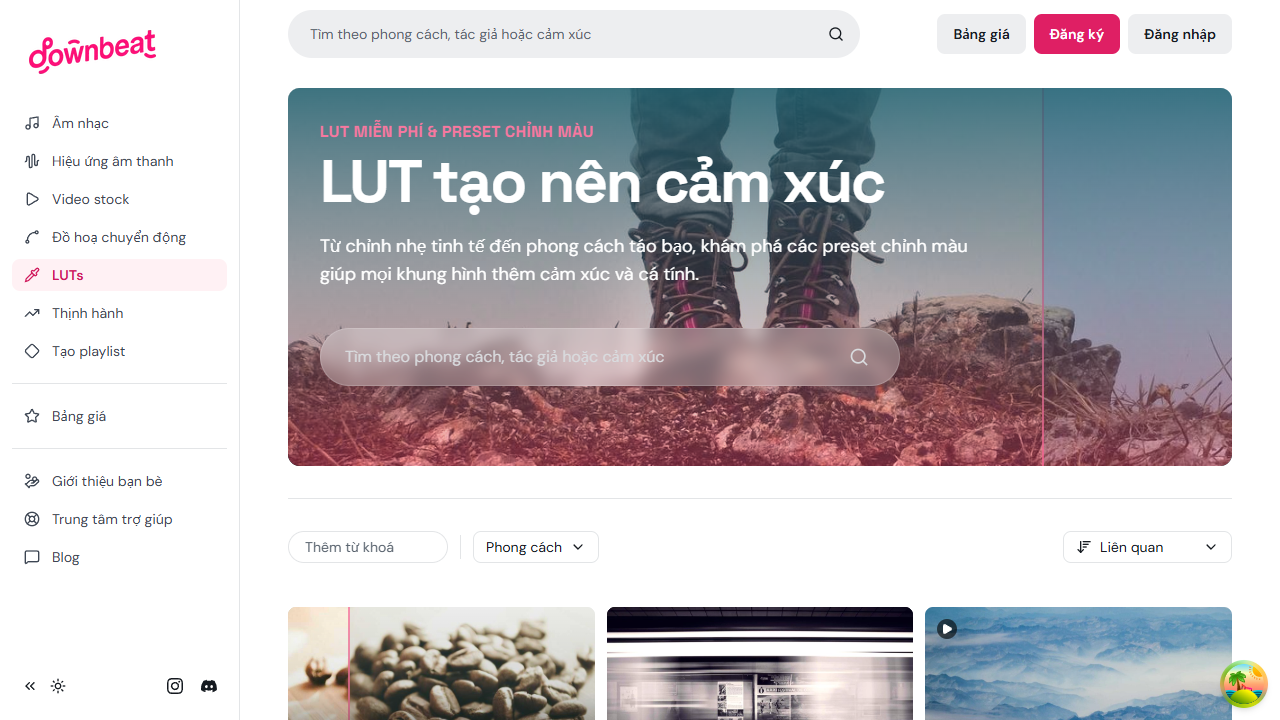 downbeat
Âm nhạc
Hiệu ứng âm thanh
Video stock
Đồ hoạ chuyển động
LUTs
Thịnh hành
Tạo playlist
Bảng giá
Giới thiệu bạn bè
Trung tâm trợ giúp
Blog
Tìm theo phong cách, tác giả hoặc cảm xúc
Bảng giá
Đăng ký
Đăng nhập
LUT MIỄN PHÍ & PRESET CHỈNH MÀU
LUT tạo nên cảm xúc
Từ chỉnh nhẹ tinh tế đến phong cách táo bạo, khám phá các preset chỉnh màu
giúp mọi khung hình thêm cảm xúc và cá tính.
Tìm theo phong cách, tác giả hoặc cảm xúc
Thêm từ khoá
Phong cách
Liên quan